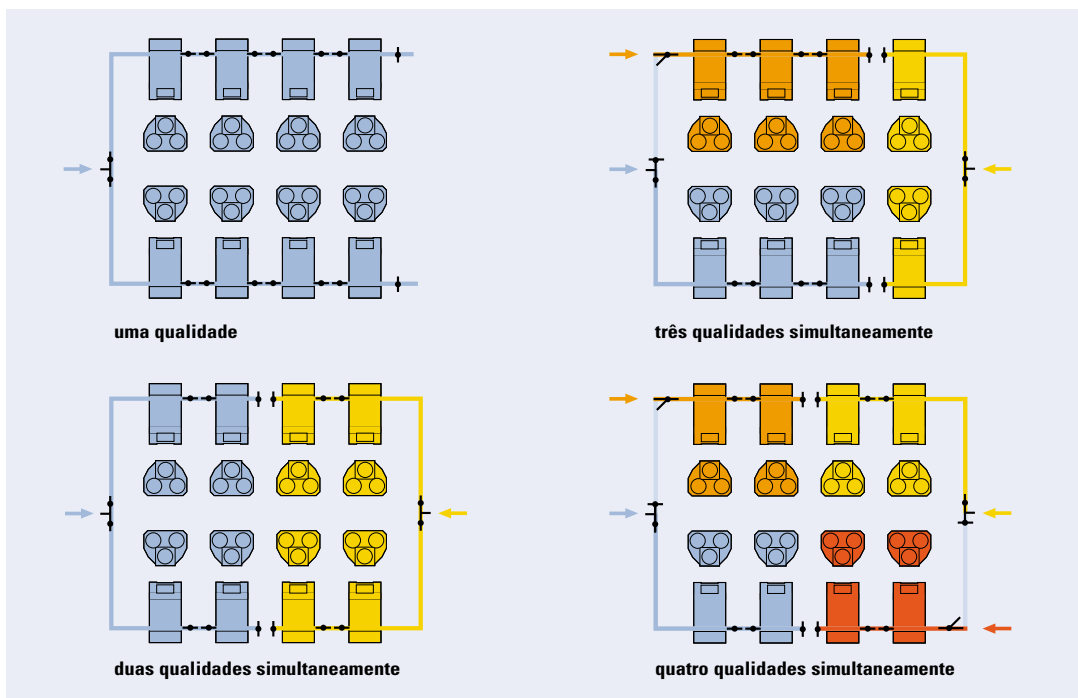 uma qualidade
três qualidades simultaneamente
duas qualidades simultaneamente
quatro qualidades simultaneamente